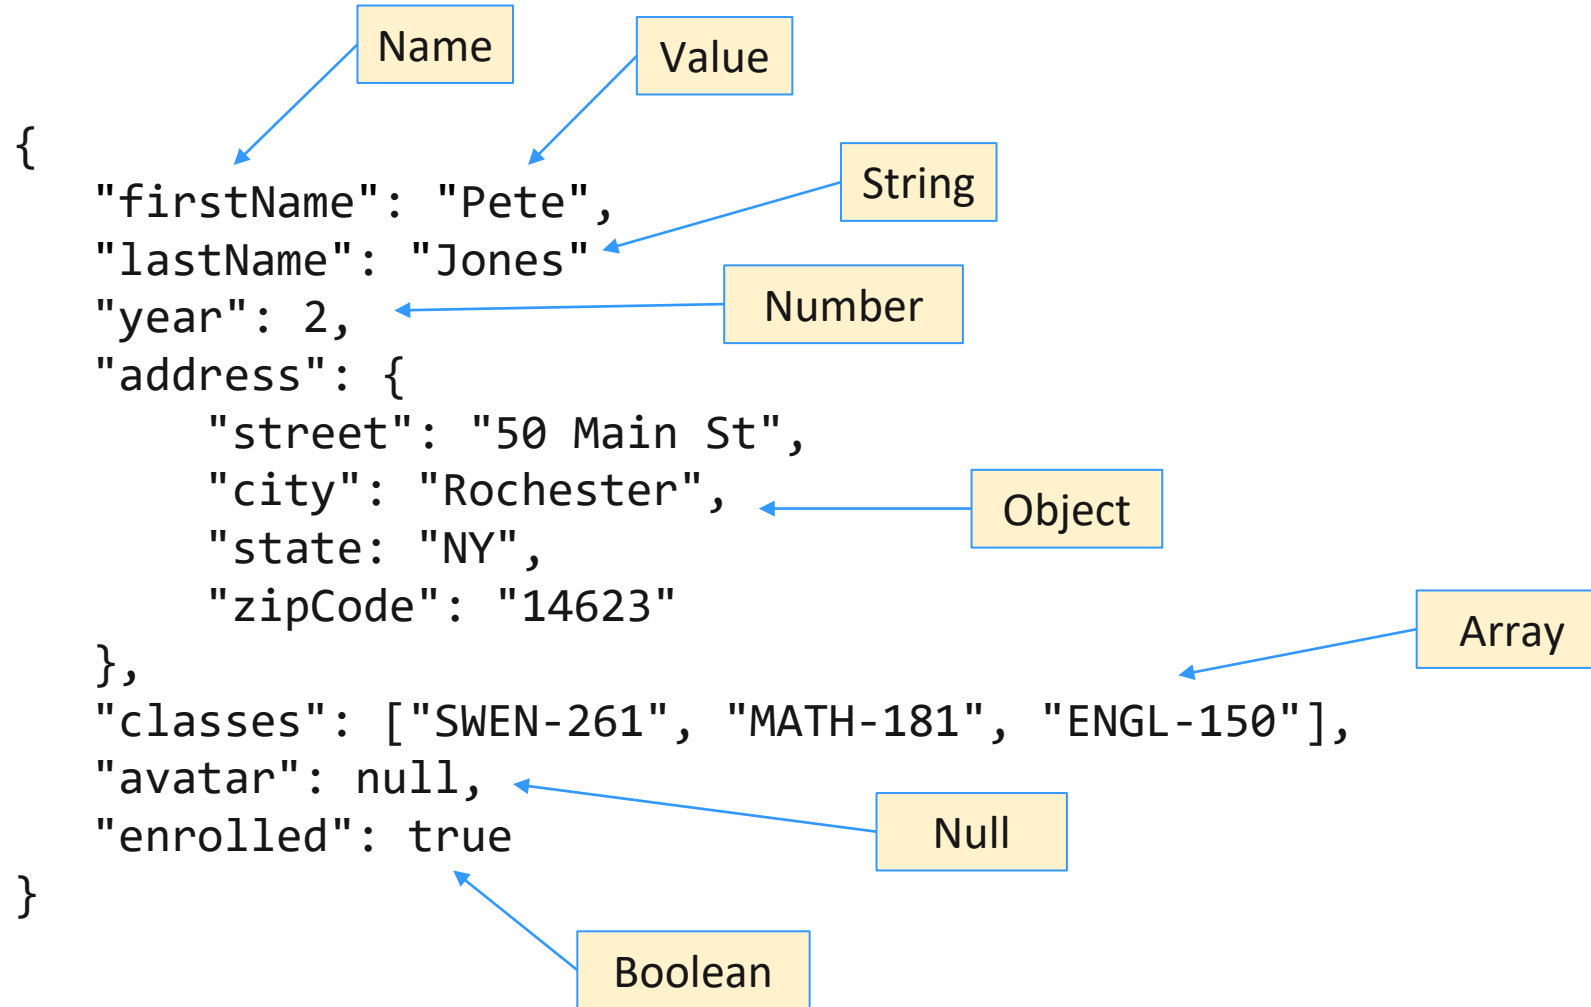 Name
Value
{
"firstName": "Pete",
String
"lastName": "Jones"
Number
"year": 2,
"address": {
"street": "50 Main St",
"city": "Rochester",
Object
"state: "NY",
"zipCode": "14623"
Array
},
"classes": ["SWEN-261", "MATH-181", "ENGL-150"],
"avatar": null,
Null
"enrolled": true
}
Boolean